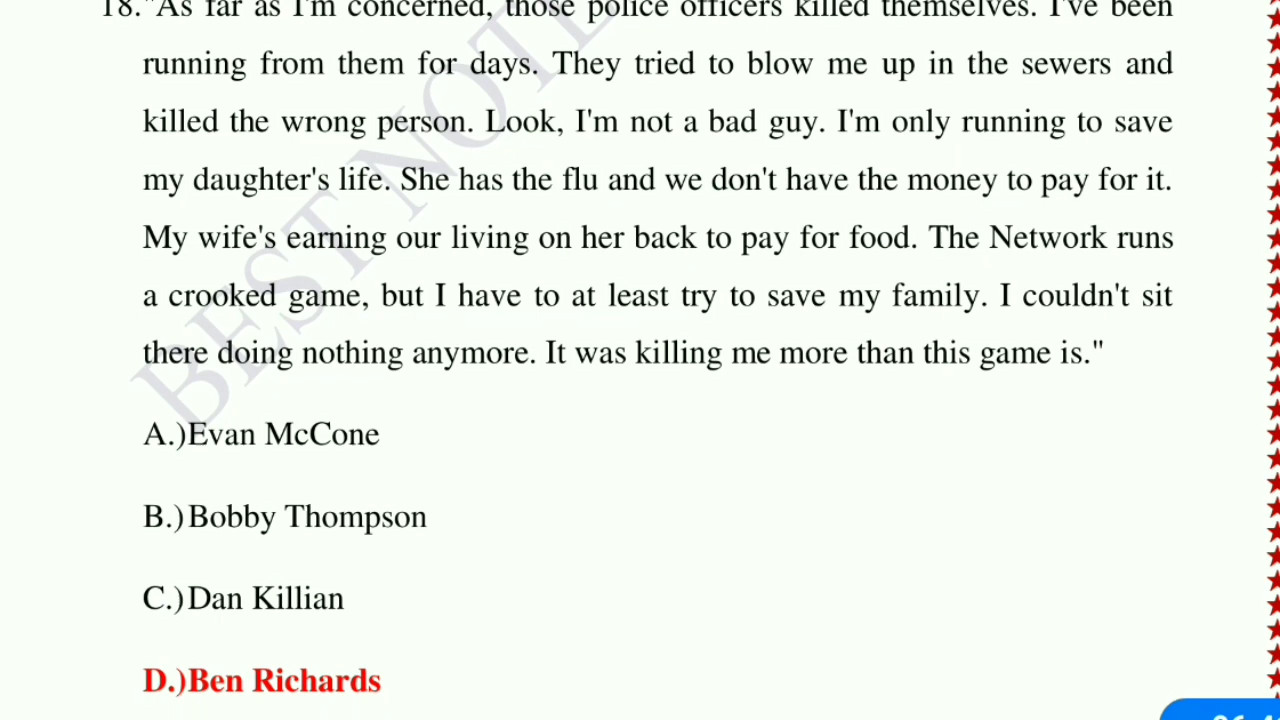 18."As far as I'm concerned, those police officers killed themselves. I've been
running from them for days. They tried to blow me up in the sewers and
killed the wrong person. Look, I'm not a bad guy. I'm only running to save
my daughter's life. She has the flu and we don't have the money to pay for it.
My wife's earning our living on her back to pay for food. The Network runs
a crooked game, but I have to at least try to save my family. I couldn't sit
there doing nothing anymore. It was killing me more than this game is."
BEST NOTE
A.)Evan McCone
B.)Bobby Thompson
C.)Dan Killian
D.)Ben Richards